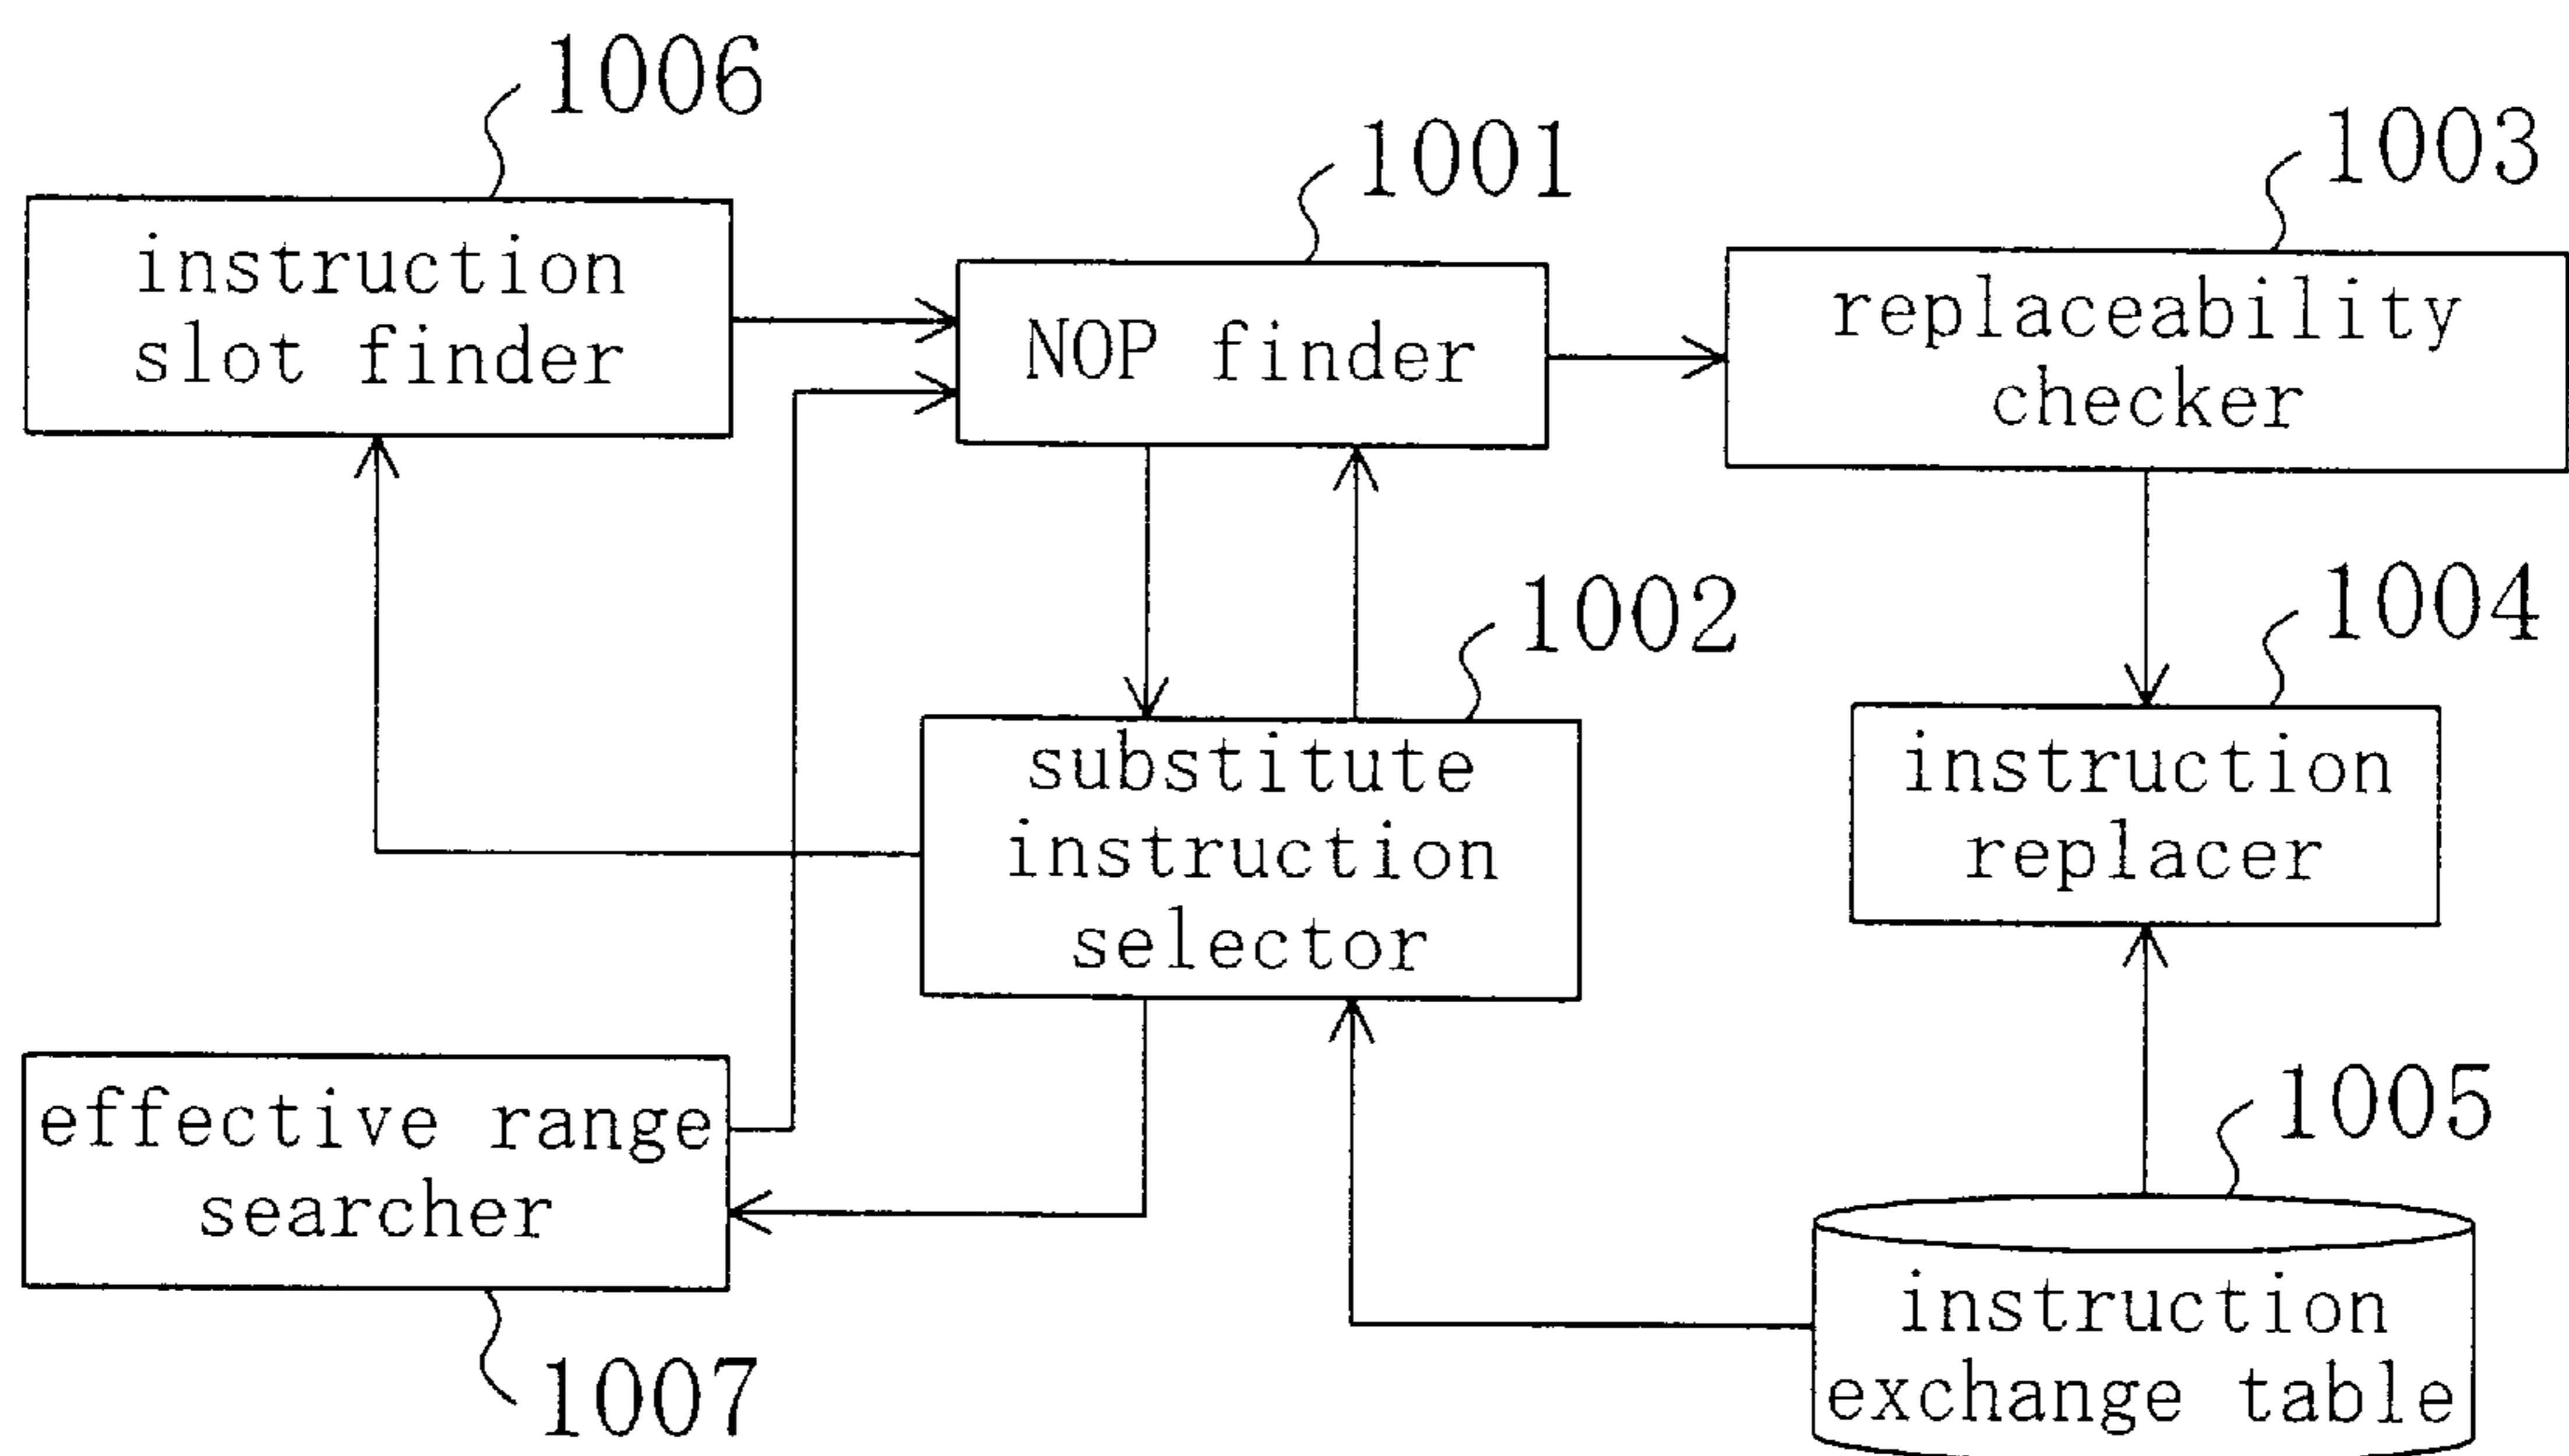 1006
instruction
slot finder
1001
NOP finder
1003
replaceability
checker
1002
substitute
instruction
selector
1004
instruction
replacer
effective range
searcher
1007
1005
instruction
exchange table